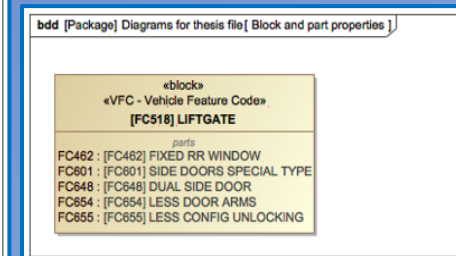 bdd [Package] Diagrams for thesis file[ Block and part properties ]
«block»
«VFC - Vehicle Feature Code»
[FC518] LIFTGATE
parts
FC462 : [FC462] FIXED RR WINDOW
FC601 : [FC601] SIDE DOORS SPECIAL TYPE
FC648 : [FC648] DUAL SIDE DOOR
FC654 : [FC654] LESS DOOR ARMS
FC655 : [FC655] LESS CONFIG UNLOCKING